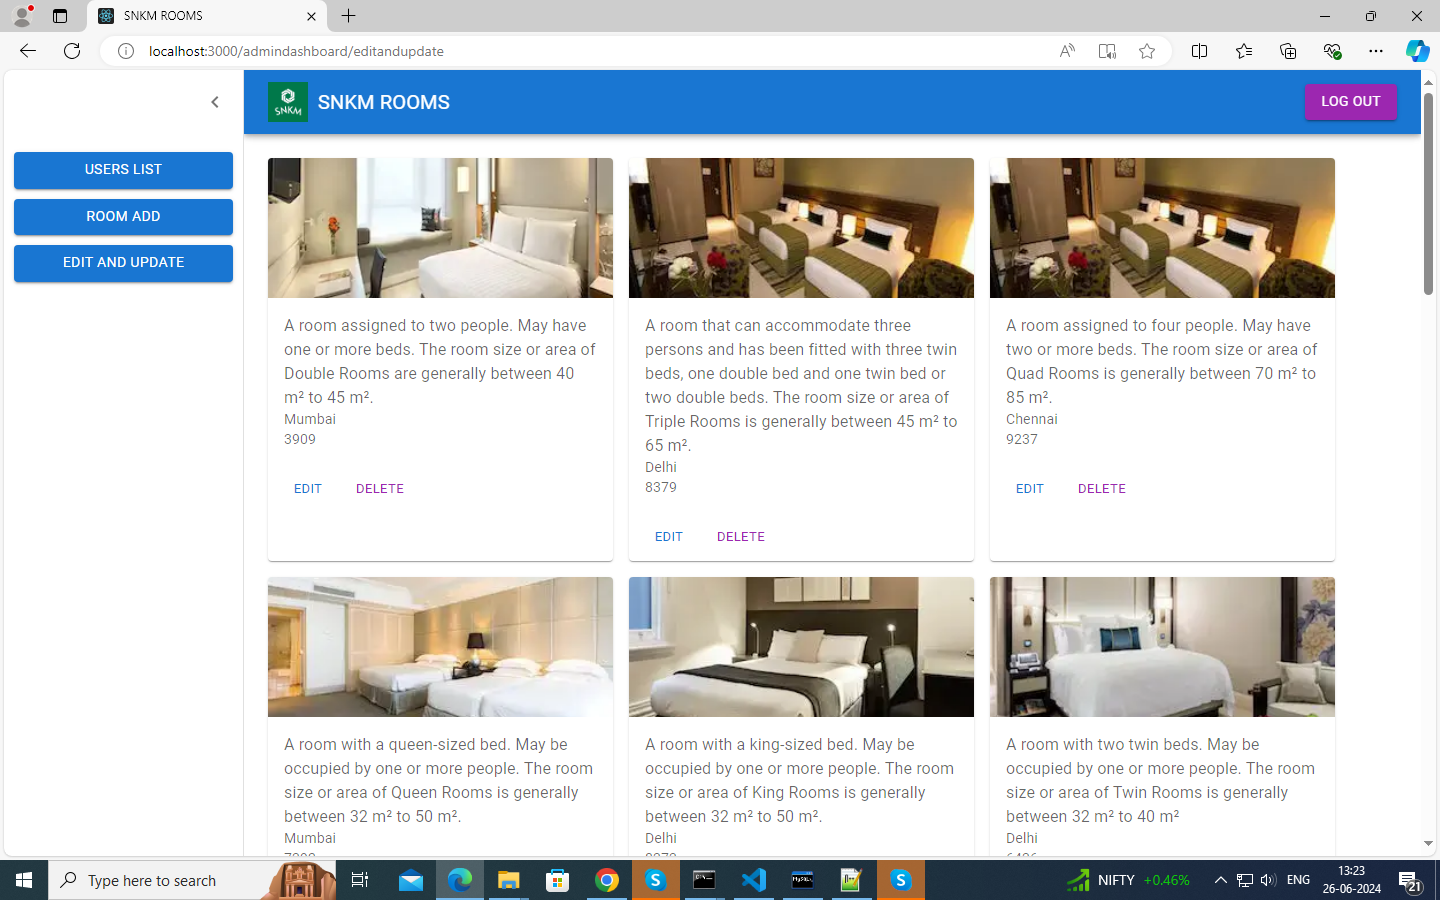 SNKM ROOMS
localhost:3000/admindashboard/editandupdate
SNKM
SNKM ROOMS
LOG OUT
USERS LIST
ROOM ADD
EDIT AND UPDATE
A room assigned to two people. May have
one or more beds. The room size or area of
Double Rooms are generally between 40
m² to 45 m².
Mumbai
3909
EDIT DELETE
A room that can accommodate three
persons and has been fitted with three twin
beds, one double bed and one twin bed or
two double beds. The room size or area of
Triple Rooms is generally between 45 m² to
65 m².
Delhi
8379
EDIT DELETE
A room assigned to four people. May have
two or more beds. The room size or area of
Quad Rooms is generally between 70 m² to
85 m².
Chennai
9237
EDIT DELETE
A room with a queen-sized bed. May be
occupied by one or more people. The room
size or area of Queen Rooms is generally
between 32 m² to 50 m².
Mumbai
A room with a king-sized bed. May be
occupied by one or more people. The room
size or area of King Rooms is generally
between 32 m² to 50 m².
Delhi
A room with two twin beds. May be
occupied by one or more people. The room
size or area of Twin Rooms is generally
between 32 m² to 40 m²
Delhi
Type here to search
NIFTY +0.46%
ENG
13:23
26-06-2024
21